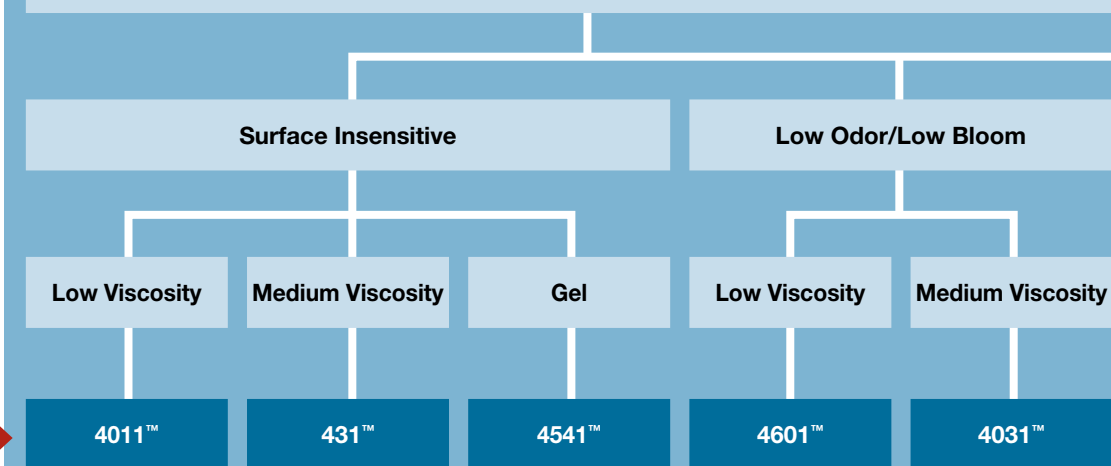 Surface Insensitive
Low Odor/Low Bloom
Low Viscosity
Medium Viscosity
Gel
Low Viscosity
Medium Viscosity
4011™
431™
4541™
4601™
4031™